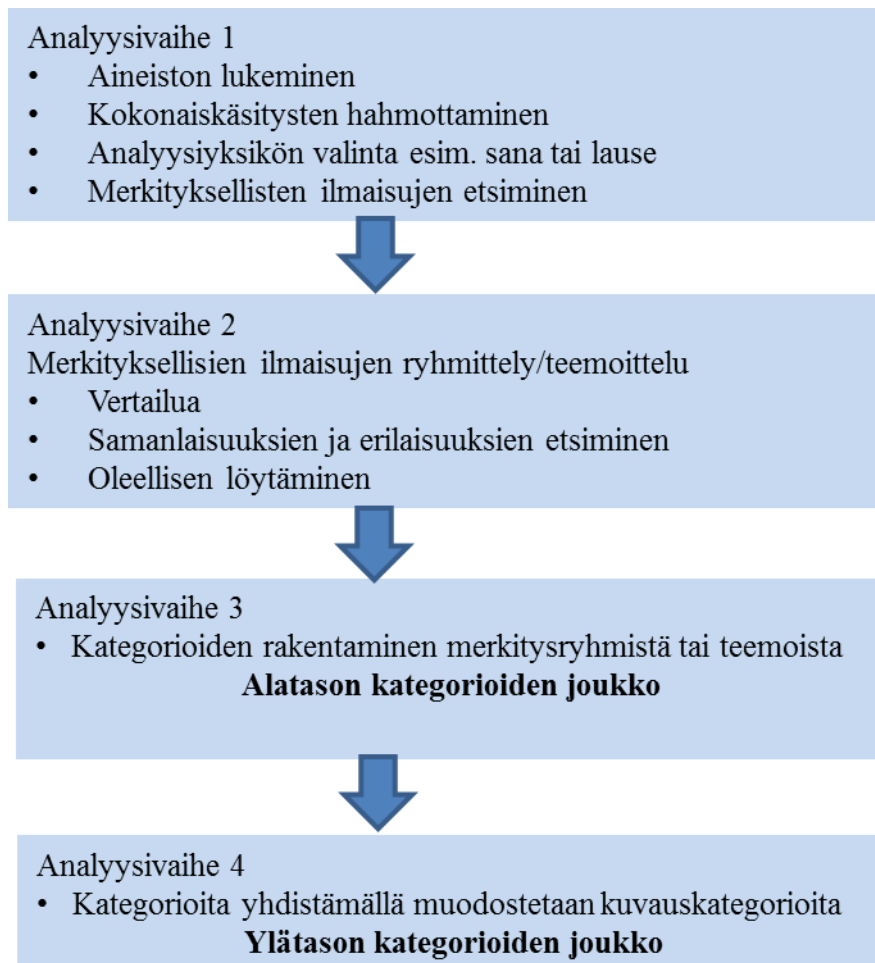 Analyysivaihe 1
• Aineiston lukeminen
• Kokonaiskäsitysten hahmottaminen
• Analyysiyksikön valinta esim. sana tai lause
• Merkityksellisten ilmaisujen etsiminen
Analyysivaihe 2
Merkityksellisien ilmaisujen ryhmittely/teemoittelu
• Vertailua
• Samanlaisuuksien ja erilaisuuksien etsiminen
• Oleellisen löytäminen
Analyysivaihe 3
• Kategorioiden rakentaminen merkitysryhmistä tai teemoista
Alatason kategorioiden joukko
Analyysivaihe 4
• Kategorioita yhdistämällä muodostetaan kuvauskategorioita
Ylätason kategorioiden joukko